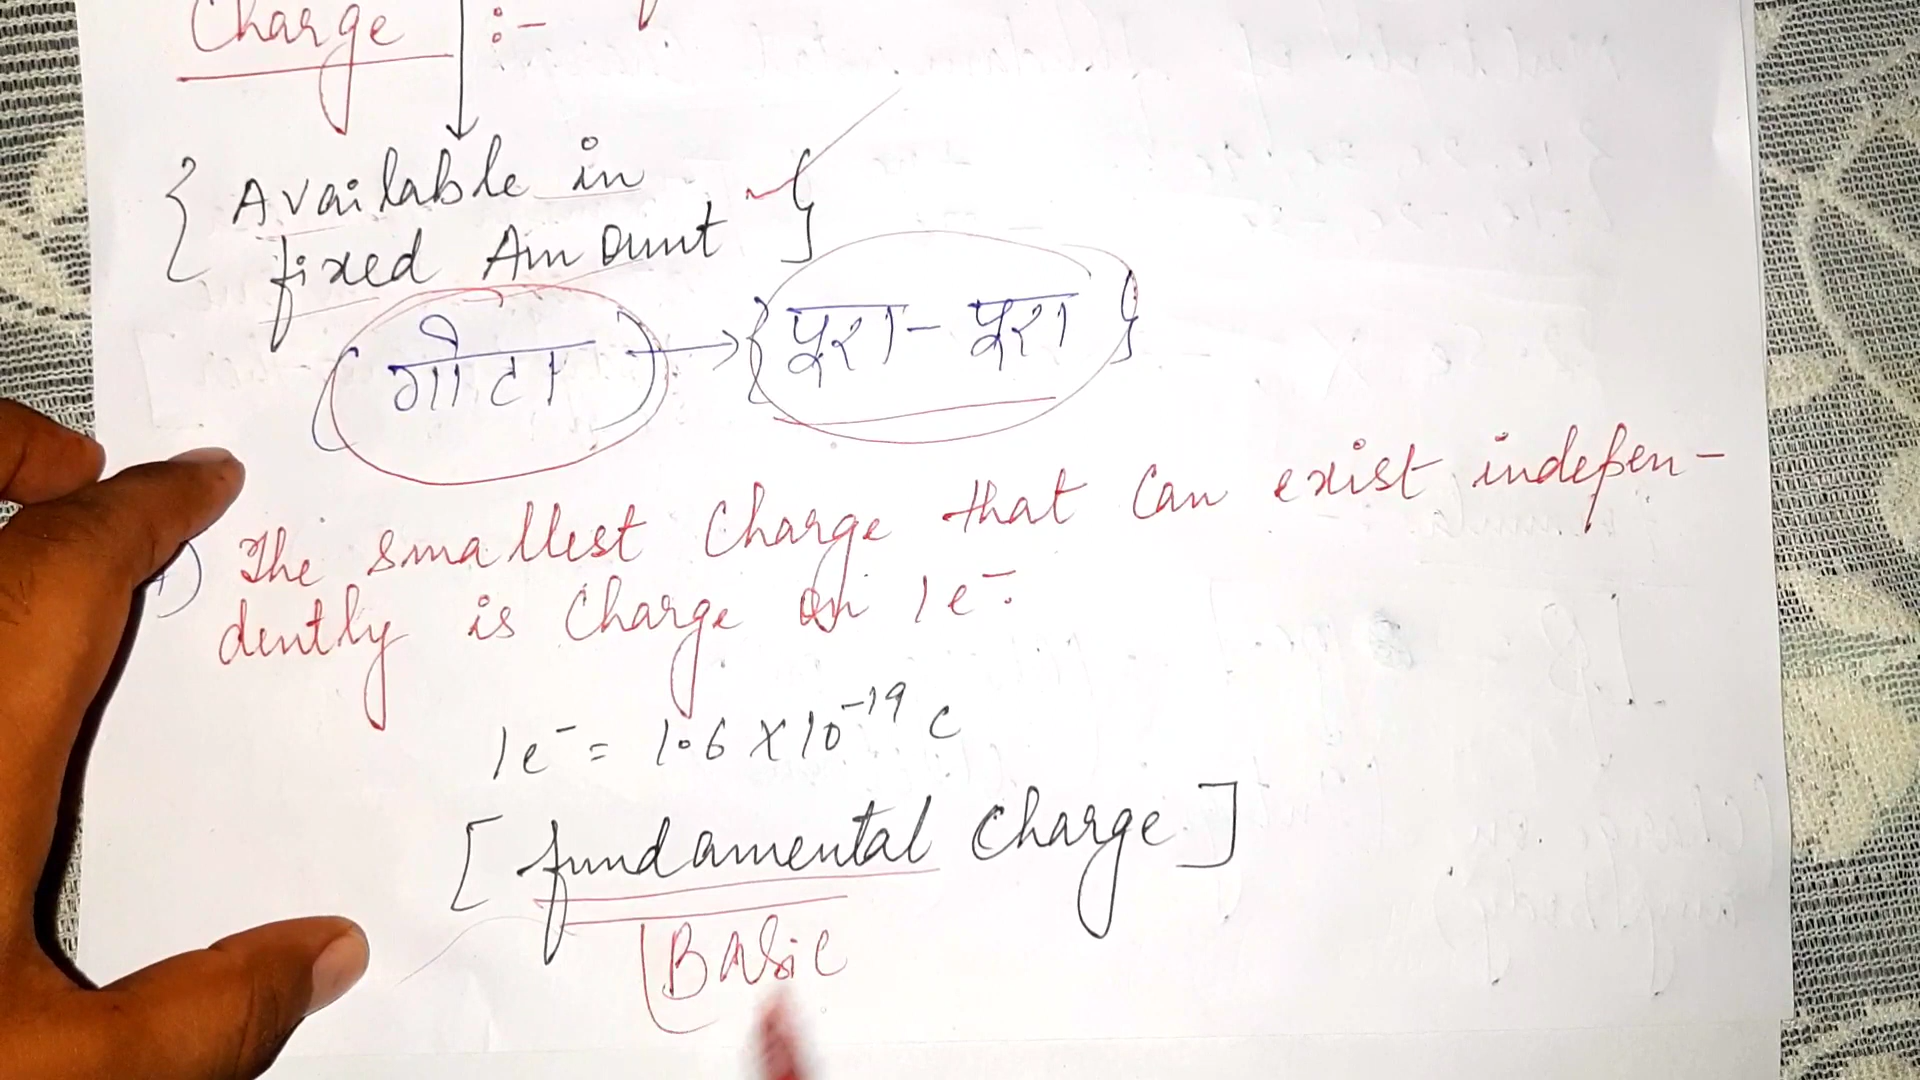 Charge :-
{ Available in
fixed Amount }
( गोटा ) → { पूरा - पूरा }
The smallest Charge that Can exist indepen-
dently is Charge on 1e⁻.
1e⁻ = 1.6 × 10⁻¹⁹ C
[ fundamental Charge ]
Basic